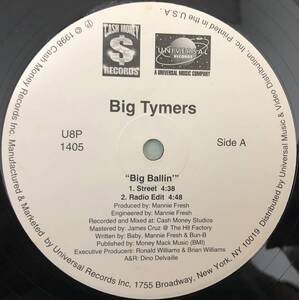 ℗ © 1998 Cash Money Records Inc. Manufactured & Marketed by Universal Records Inc, 1755 Broadway, New York, NY 10019 Distributed by Universal Music & Video Distribution, Inc. Printed in the U.S.A.
CASH MONEY
$
RECORDS
UNIVERSAL
RECORDS
A UNIVERSAL MUSIC COMPANY
Big Tymers
U8P
1405
Side A
"Big Ballin'"
1. Street 4:38
2. Radio Edit 4:48
Produced by: Mannie Fresh
Engineered by: Mannie Fresh
Recorded and Mixed at: Cash Money Studios
Mastered by: James Cruz @ The Hit Factory
Written by: Baby, Mannie Fresh & Bun-B
Published by: Money Mack Music (BMI)
Executive Producers: Ronald Williams & Brian Williams
A&R: Dino Delvaille